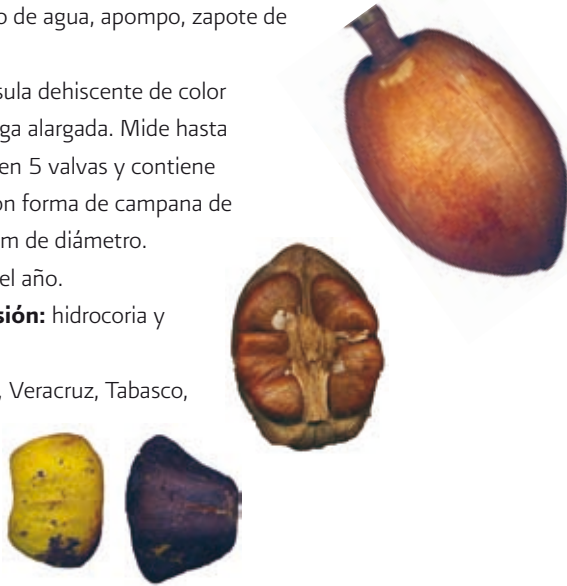 o de agua, apompo, zapote de
sula dehiscente de color
ga alargada. Mide hasta
en 5 valvas y contiene
on forma de campana de
m de diámetro.
el año.
sión: hidrocoria y
, Veracruz, Tabasco,